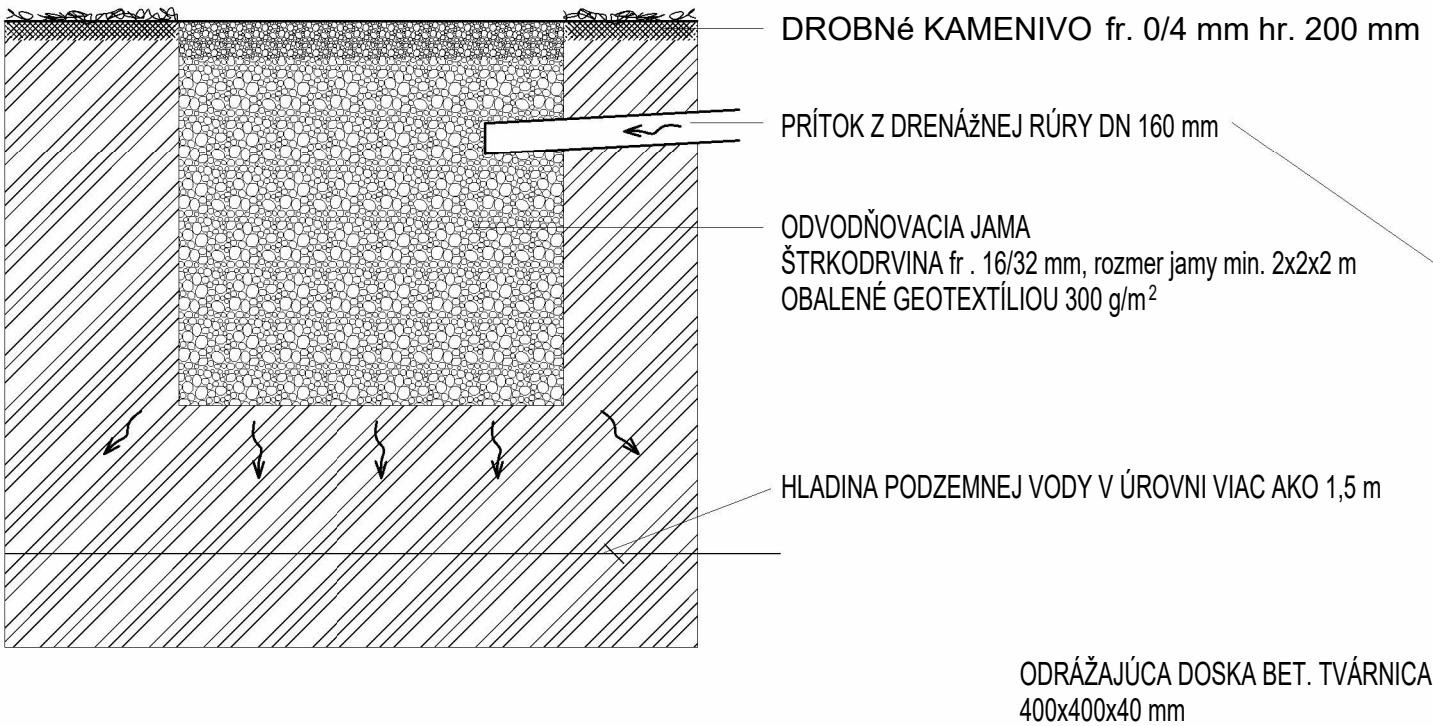 DROBNé KAMENIVO fr. 0/4 mm hr. 200 mm
PRÍTOK Z DRENÁžNEJ RÚRY DN 160 mm
ODVODŇOVACIA JAMA
ŠTRKODRVINA fr . 16/32 mm, rozmer jamy min. 2x2x2 m
OBALENÉ GEOTEXTÍLIOU 300 g/m²
HLADINA PODZEMNEJ VODY V ÚROVNI VIAC AKO 1,5 m
ODRÁŽAJÚCA DOSKA BET. TVÁRNICA
400x400x40 mm